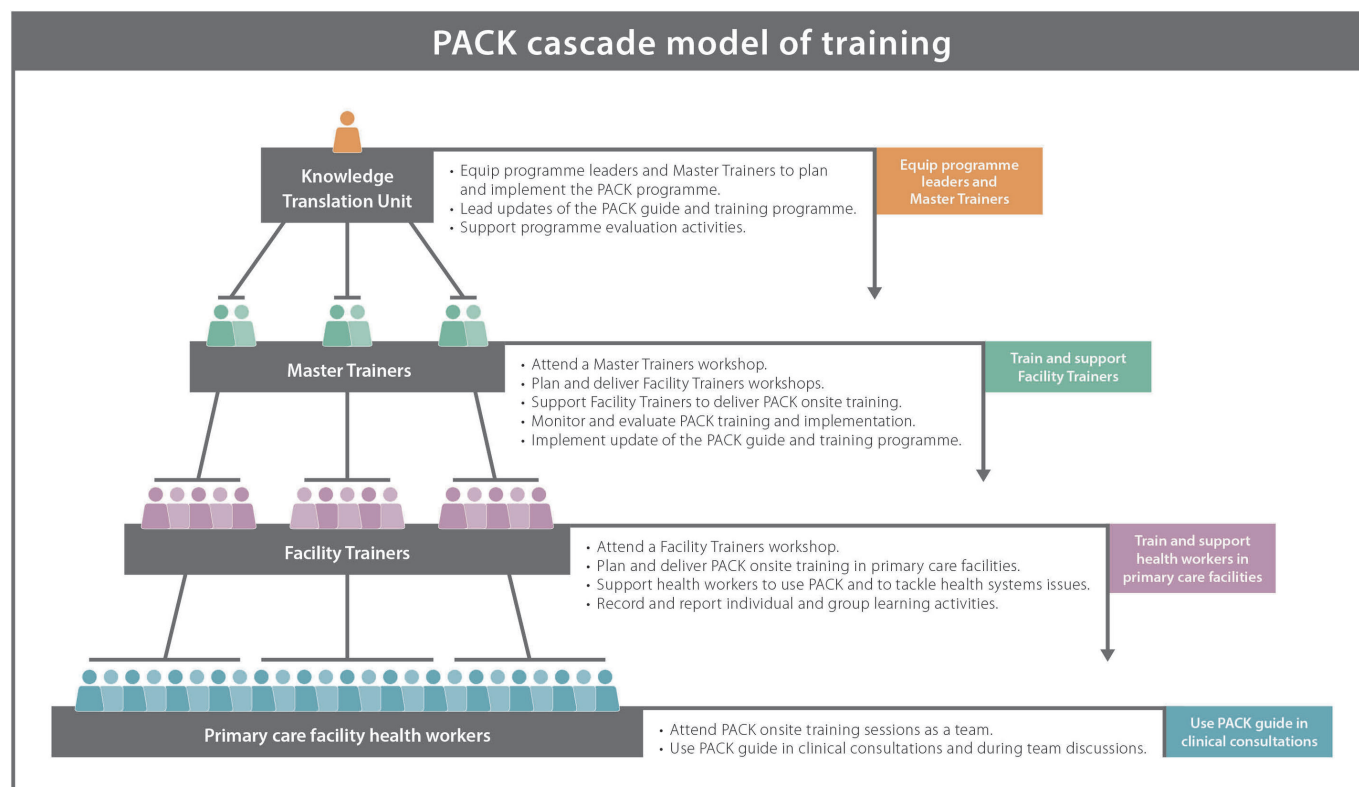 PACK cascade model of training
Knowledge
Translation Unit
• Equip programme leaders and Master Trainers to plan
and implement the PACK programme.
• Lead updates of the PACK guide and training programme.
• Support programme evaluation activities.
Equip programme
leaders and
Master Trainers
Master Trainers
• Attend a Master Trainers workshop.
• Plan and deliver Facility Trainers workshops.
• Support Facility Trainers to deliver PACK onsite training.
• Monitor and evaluate PACK training and implementation.
• Implement update of the PACK guide and training programme.
Train and support
Facility Trainers
Facility Trainers
• Attend a Facility Trainers workshop.
• Plan and deliver PACK onsite training in primary care facilities.
• Support health workers to use PACK and to tackle health systems issues.
• Record and report individual and group learning activities.
Train and support
health workers in
primary care facilities
Primary care facility health workers
• Attend PACK onsite training sessions as a team.
• Use PACK guide in clinical consultations and during team discussions.
Use PACK guide in
clinical consultations